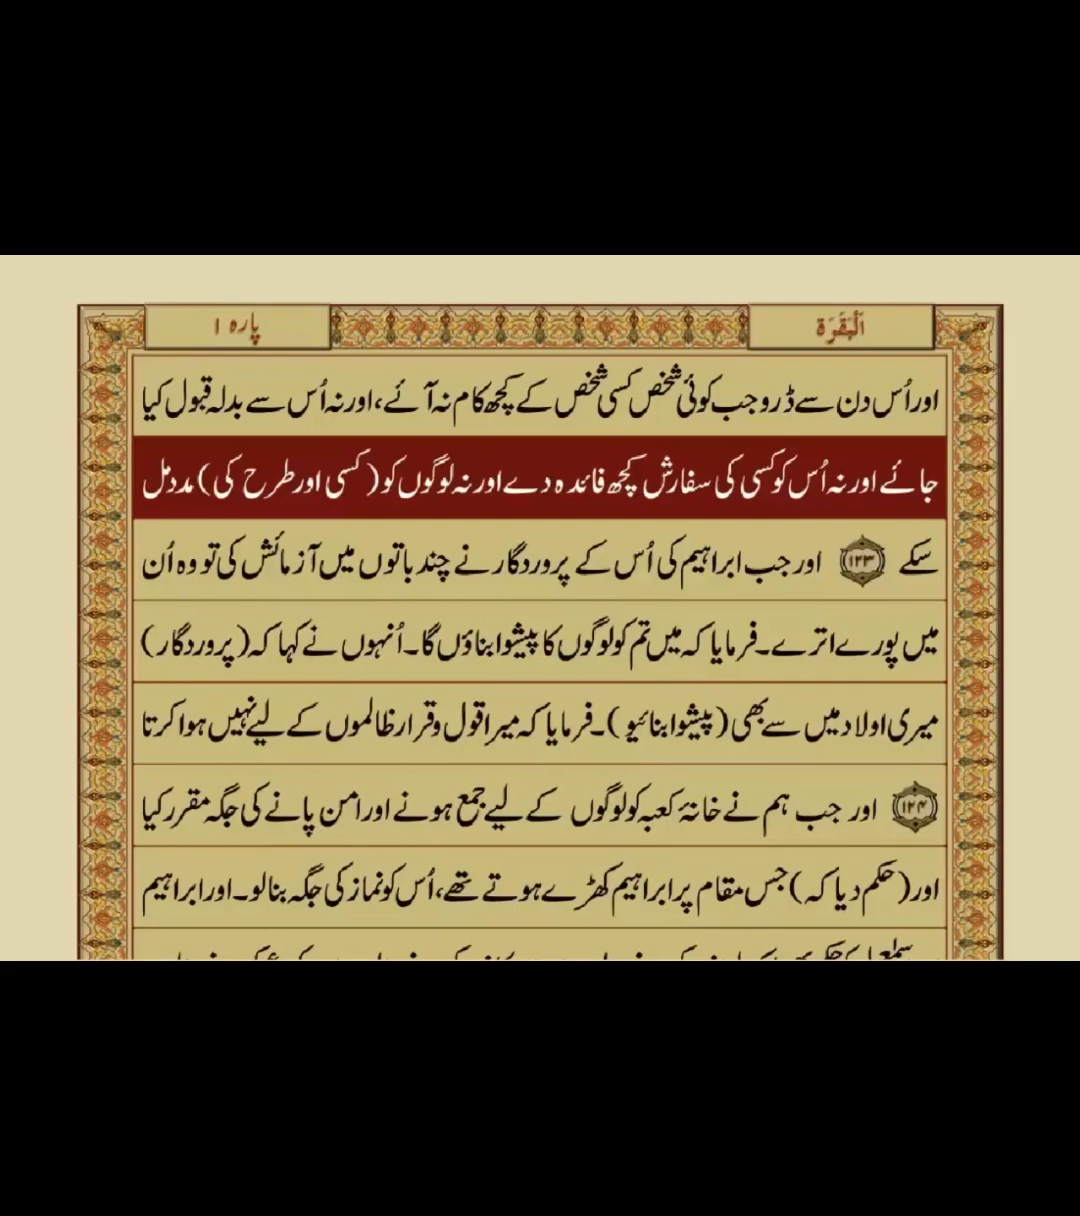 اَلْبَقَرَة
پارہ ۱
اور اُس دن سے ڈرو جب کوئی شخص کسی شخص کے کچھ کام نہ آئے، اور نہ اُس سے بدلہ قبول کیا
جائے اور نہ اُس کو کسی کی سفارش کچھ فائدہ دے اور نہ لوگوں کو (کسی اور طرح کی) مدد مل
سکے ۱۲۳ اور جب ابراہیم کی اُس کے پروردگار نے چند باتوں میں آزمائش کی تو وہ اُن
میں پورے اترے۔ فرمایا کہ میں تم کو لوگوں کا پیشوا بناؤں گا۔ اُنہوں نے کہا کہ (پروردگار)
میری اولاد میں سے بھی (پیشوا بنائیو)۔ فرمایا کہ میرا قول وقرار ظالموں کے لیے نہیں ہوا کرتا
۱۲۴ اور جب ہم نے خانۂ کعبہ کو لوگوں کے لیے جمع ہونے اور امن پانے کی جگہ مقرر کیا
اور (حکم دیا کہ) جس مقام پر ابراہیم کھڑے ہوتے تھے، اُس کو نماز کی جگہ بنا لو۔ اور ابراہیم